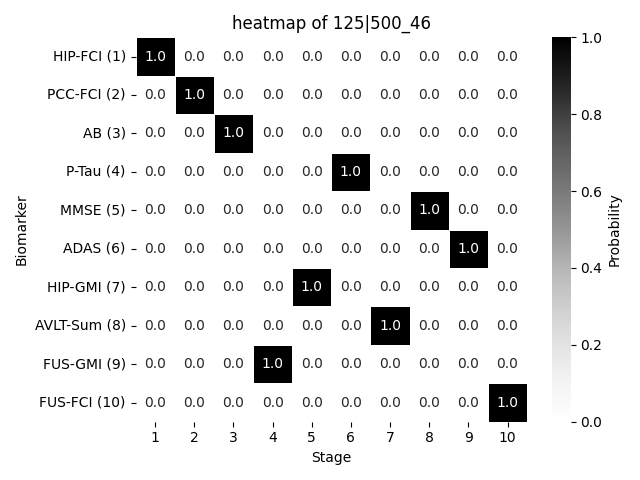 heatmap of 125|500_46
HIP-FCI (1) 1.0 0.0 0.0 0.0 0.0 0.0 0.0 0.0 0.0 0.0
PCC-FCI (2) 0.0 1.0 0.0 0.0 0.0 0.0 0.0 0.0 0.0 0.0
AB (3) 0.0 0.0 1.0 0.0 0.0 0.0 0.0 0.0 0.0 0.0
P-Tau (4) 0.0 0.0 0.0 0.0 0.0 1.0 0.0 0.0 0.0 0.0
MMSE (5) 0.0 0.0 0.0 0.0 0.0 0.0 0.0 1.0 0.0 0.0
ADAS (6) 0.0 0.0 0.0 0.0 0.0 0.0 0.0 0.0 1.0 0.0
HIP-GMI (7) 0.0 0.0 0.0 0.0 1.0 0.0 0.0 0.0 0.0 0.0
AVLT-Sum (8) 0.0 0.0 0.0 0.0 0.0 0.0 1.0 0.0 0.0 0.0
FUS-GMI (9) 0.0 0.0 0.0 1.0 0.0 0.0 0.0 0.0 0.0 0.0
FUS-FCI (10) 0.0 0.0 0.0 0.0 0.0 0.0 0.0 0.0 0.0 1.0
1 2 3 4 5 6 7 8 9 10
Stage
Biomarker
1.0
0.8
0.6
0.4
0.2
0.0
Probability